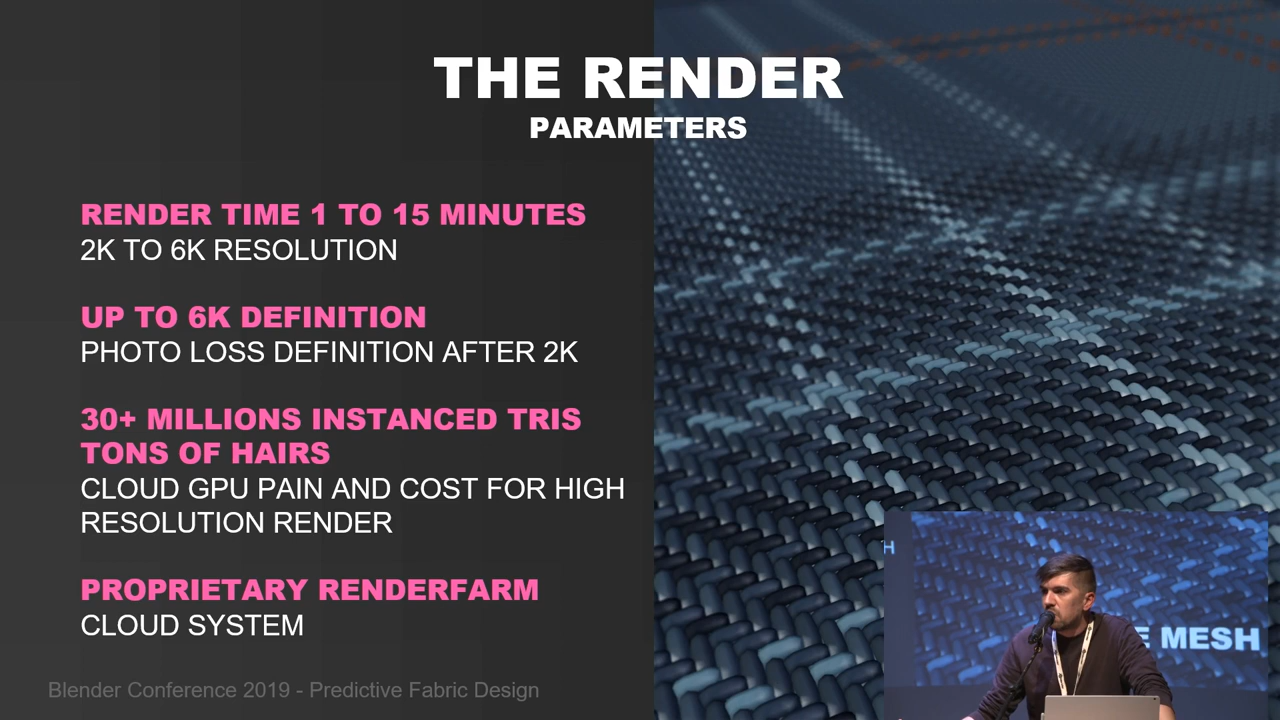 THE RENDER
PARAMETERS
RENDER TIME 1 TO 15 MINUTES
2K TO 6K RESOLUTION
UP TO 6K DEFINITION
PHOTO LOSS DEFINITION AFTER 2K
30+ MILLIONS INSTANCED TRIS
TONS OF HAIRS
CLOUD GPU PAIN AND COST FOR HIGH
RESOLUTION RENDER
PROPRIETARY RENDERFARM
CLOUD SYSTEM
Blender Conference 2019 - Predictive Fabric Design
H
E MESH